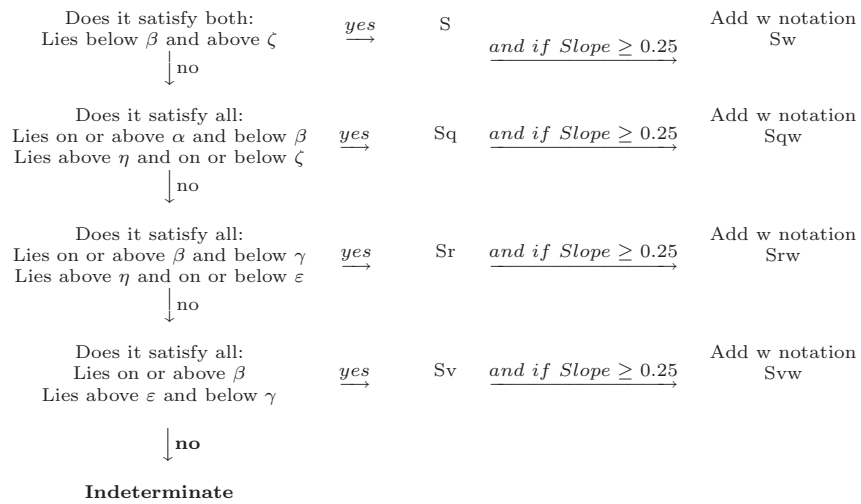 Does it satisfy both:
Lies below β and above ζ
yes
S
and if Slope ≥ 0.25
Add w notation
Sw
no
Does it satisfy all:
Lies on or above α and below β
Lies above η and on or below ζ
yes
Sq
and if Slope ≥ 0.25
Add w notation
Sqw
no
Does it satisfy all:
Lies on or above β and below γ
Lies above η and on or below ε
yes
Sr
and if Slope ≥ 0.25
Add w notation
Srw
no
Does it satisfy all:
Lies on or above β
Lies above ε and below γ
yes
Sv
and if Slope ≥ 0.25
Add w notation
Svw
no
Indeterminate